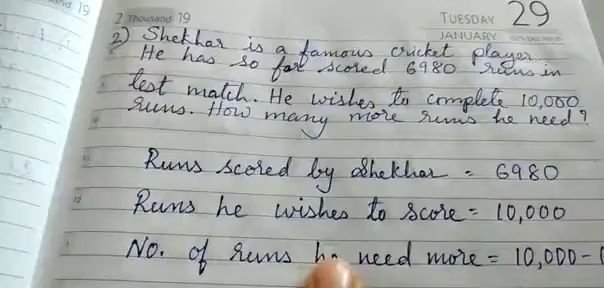 2 Thousand 19
TUESDAY 29
JANUARY
2) Shekhar is a famous cricket player.
He has so far scored 6980 runs in
test match. He wishes to complete 10,000
runs. How many more runs he need?
Runs scored by Shekhar = 6980
Runs he wishes to score = 10,000
No. of runs he need more = 10,000 -